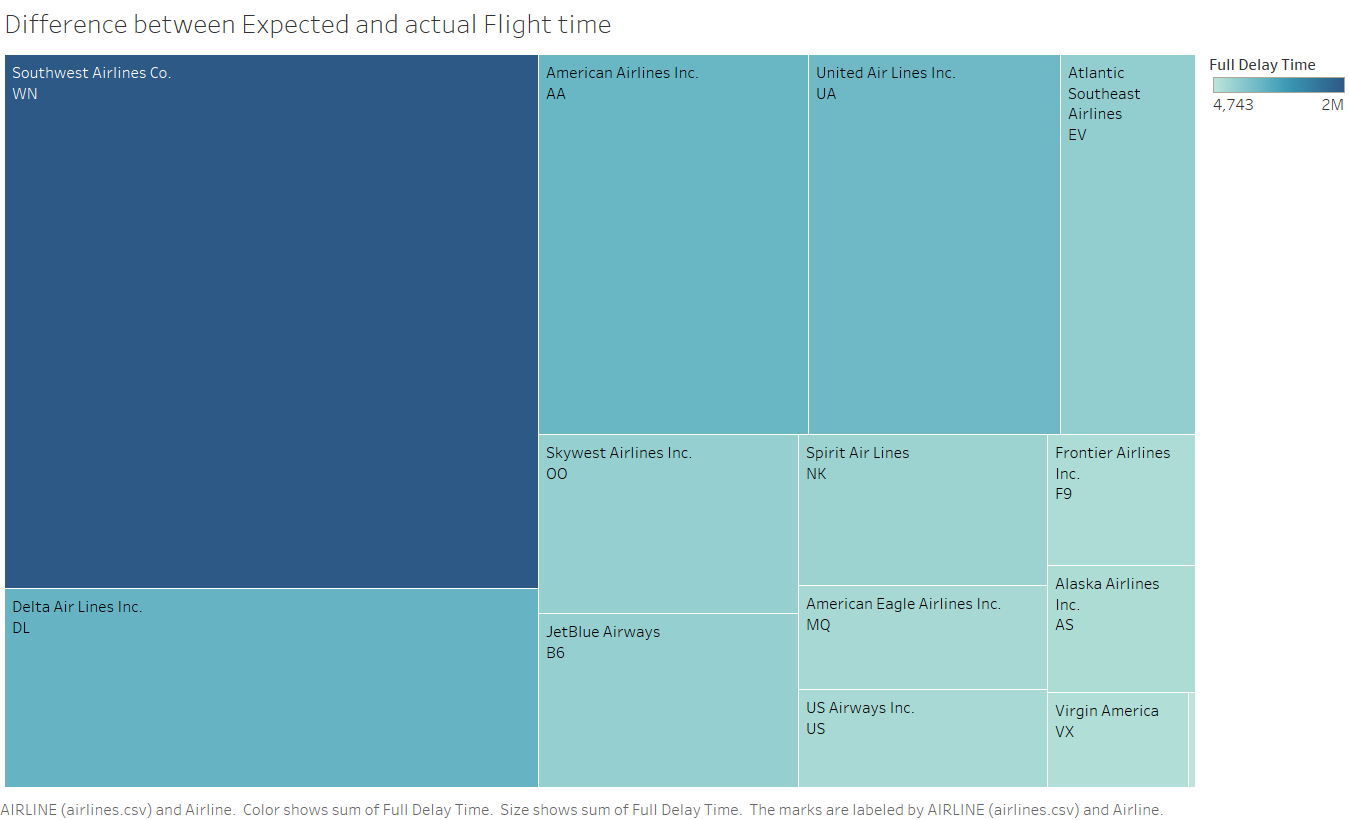 Difference between Expected and actual Flight time
Southwest Airlines Co.
WN
American Airlines Inc.
AA
United Air Lines Inc.
UA
Atlantic
Southeast
Airlines
EV
Full Delay Time
4,743 2M
Skywest Airlines Inc.
OO
Spirit Air Lines
NK
Frontier Airlines
Inc.
F9
Delta Air Lines Inc.
DL
JetBlue Airways
B6
American Eagle Airlines Inc.
MQ
Alaska Airlines
Inc.
AS
US Airways Inc.
US
Virgin America
VX
AIRLINE (airlines.csv) and Airline. Color shows sum of Full Delay Time. Size shows sum of Full Delay Time. The marks are labeled by AIRLINE (airlines.csv) and Airline.